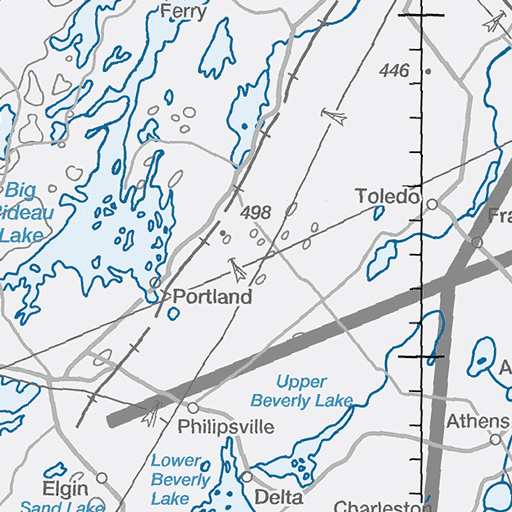 Ferry
446
Big
Rideau
Lake
498
Toledo
Fra
Portland
Upper
Beverly Lake
A
Philipsville
Athens
Lower
Beverly
Lake
Elgin
Delta
Sand Lake
Charleston